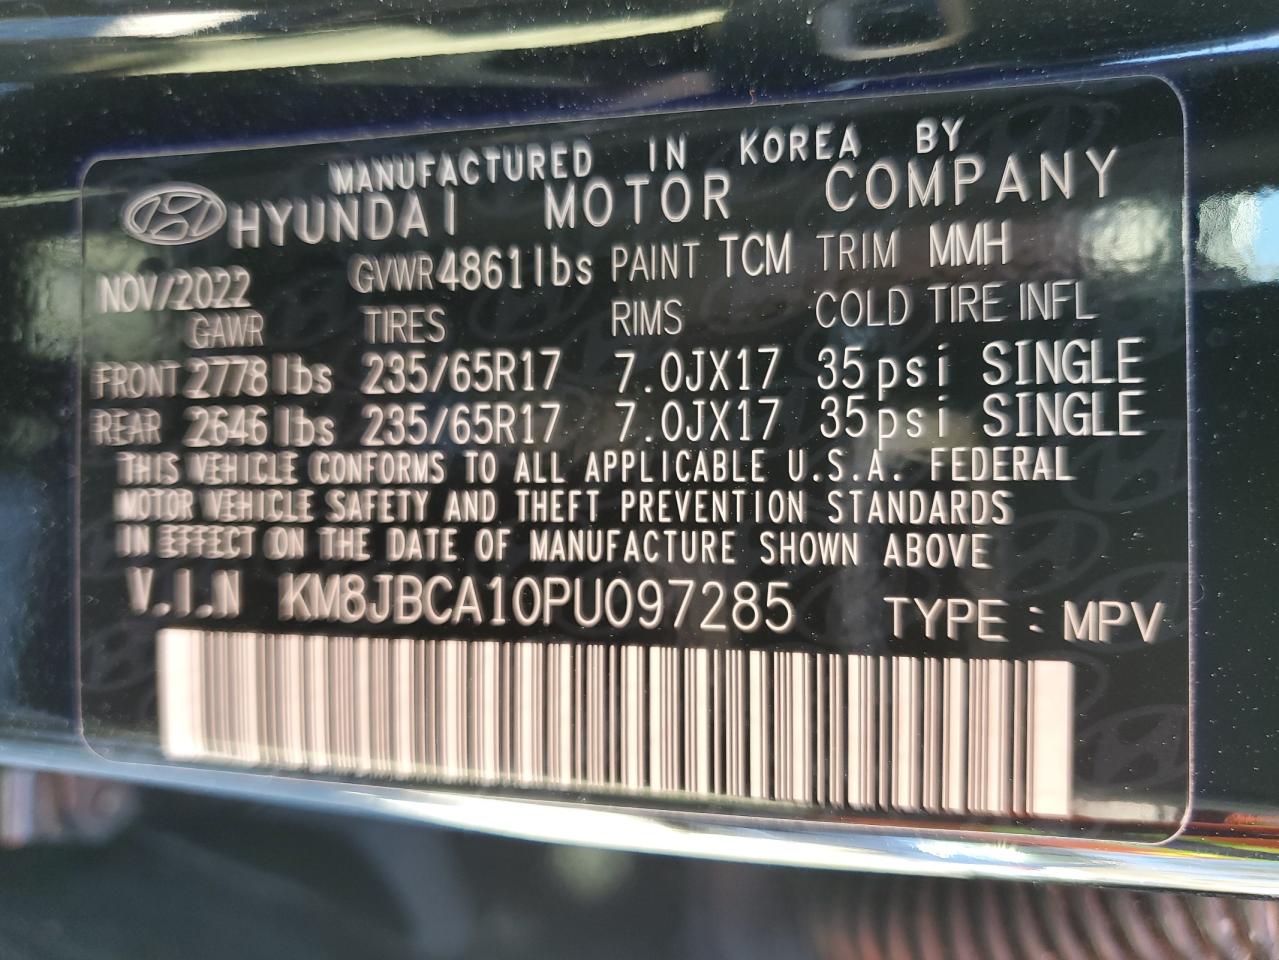 MANUFACTURED IN KOREA BY
HYUNDAI MOTOR COMPANY
NOV/2022 GVWR 4861lbs PAINT TCM TRIM MMH
GAWR TIRES RIMS COLD TIRE INFL
FRONT 2778 lbs 235/65R17 7.0JX17 35psi SINGLE
REAR 2646 lbs 235/65R17 7.0JX17 35psi SINGLE
THIS VEHICLE CONFORMS TO ALL APPLICABLE U.S.A. FEDERAL
MOTOR VEHICLE SAFETY AND THEFT PREVENTION STANDARDS
IN EFFECT ON THE DATE OF MANUFACTURE SHOWN ABOVE
V.I.N KM8JBCA10PU097285 TYPE : MPV